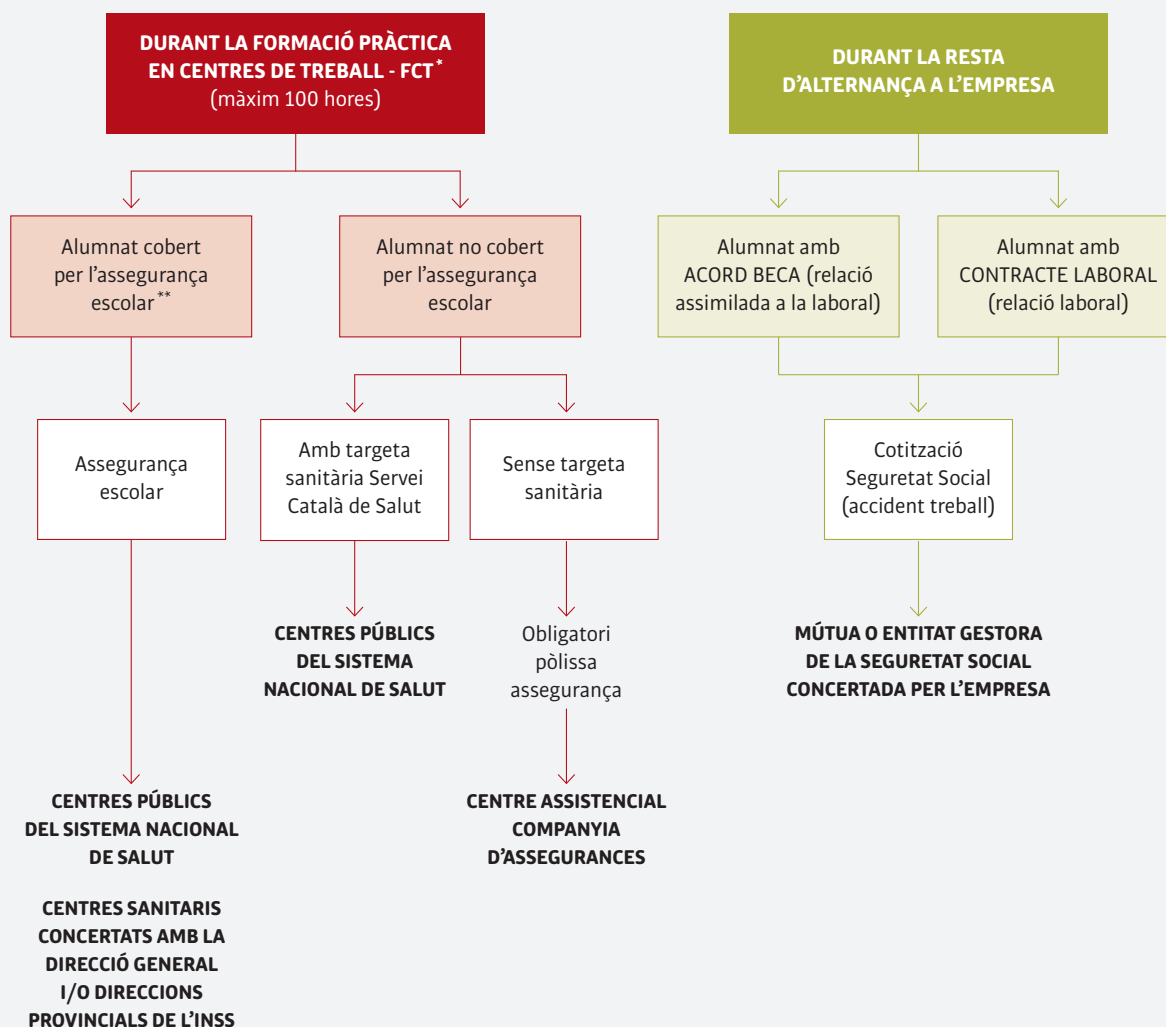 DURANT LA FORMACIÓ PRÀCTICA
EN CENTRES DE TREBALL - FCT*
(màxim 100 hores)
DURANT LA RESTA
D’ALTERNANÇA A L’EMPRESA
Alumnat cobert
per l’assegurança
escolar**
Alumnat no cobert
per l’assegurança
escolar
Alumnat amb
ACORD BECA (relació
assimilada a la laboral)
Alumnat amb
CONTRACTE LABORAL
(relació laboral)
Assegurança
escolar
Amb targeta
sanitària Servei
Català de Salut
Sense targeta
sanitària
Cotització
Seguretat Social
(accident treball)
CENTRES PÚBLICS
DEL SISTEMA
NACIONAL DE SALUT
Obligatori
pòlissa
assegurança
MÚTUA O ENTITAT GESTORA
DE LA SEGURETAT SOCIAL
CONCERTADA PER L’EMPRESA
CENTRES PÚBLICS
DEL SISTEMA NACIONAL
DE SALUT
CENTRE ASSISTENCIAL
COMPANYIA
D’ASSEGURANCES
CENTRES SANITARIS
CONCERTATS AMB LA
DIRECCIÓ GENERAL
I/O DIRECCIONS
PROVINCIALS DE L’INSS